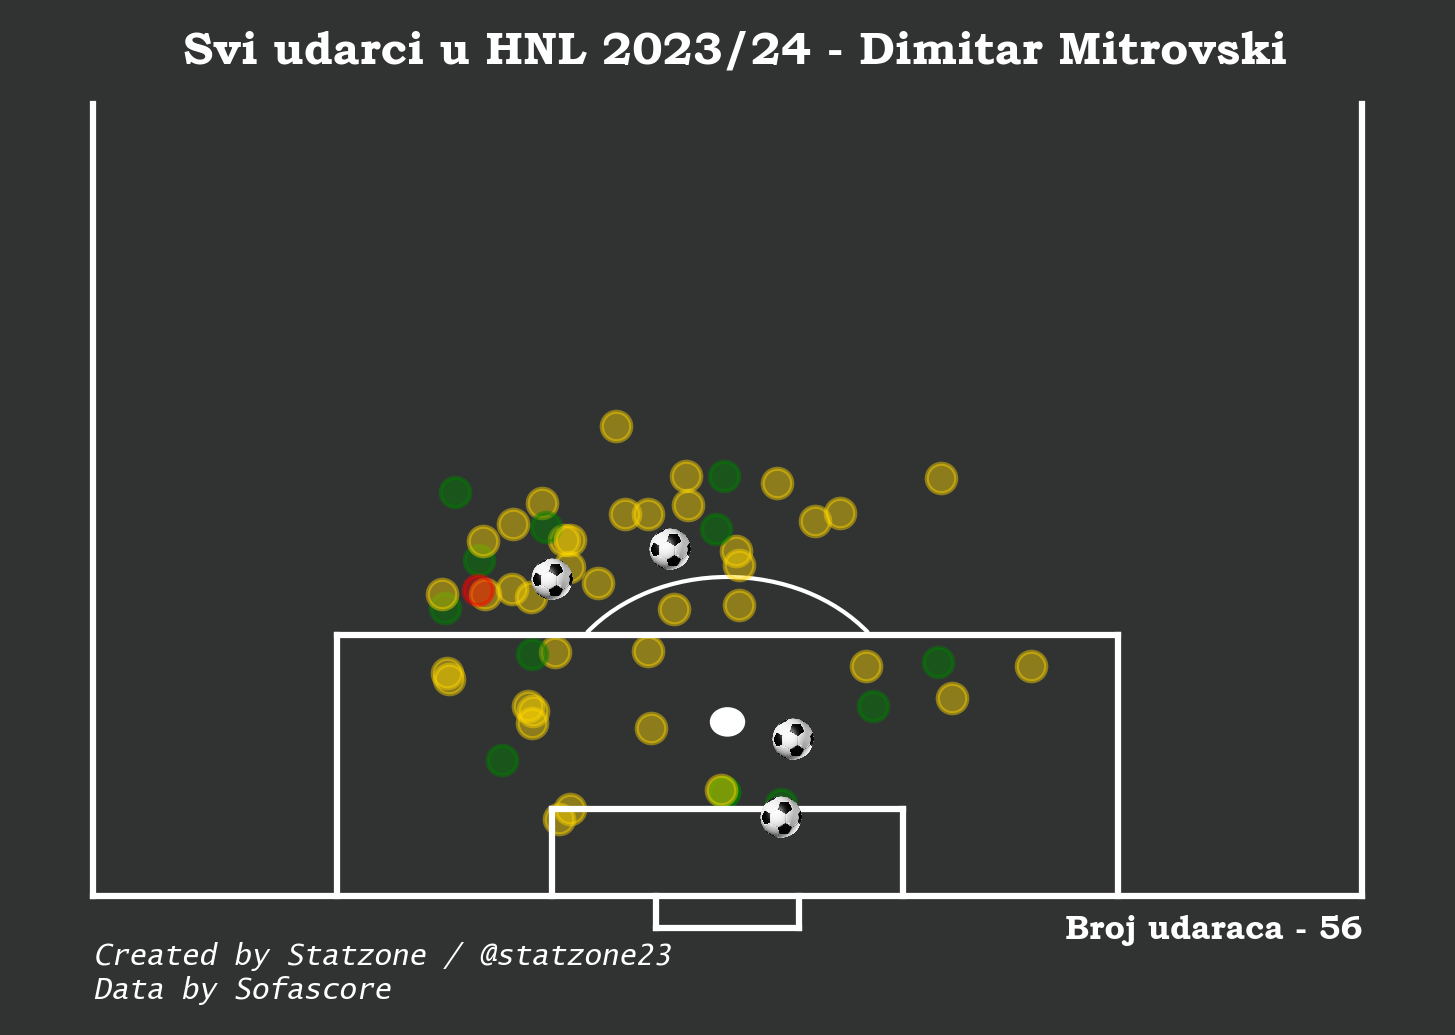 Svi udarci u HNL 2023/24 - Dimitar Mitrovski
Broj udaraca - 56
Created by Statzone / @statzone23
Data by Sofascore